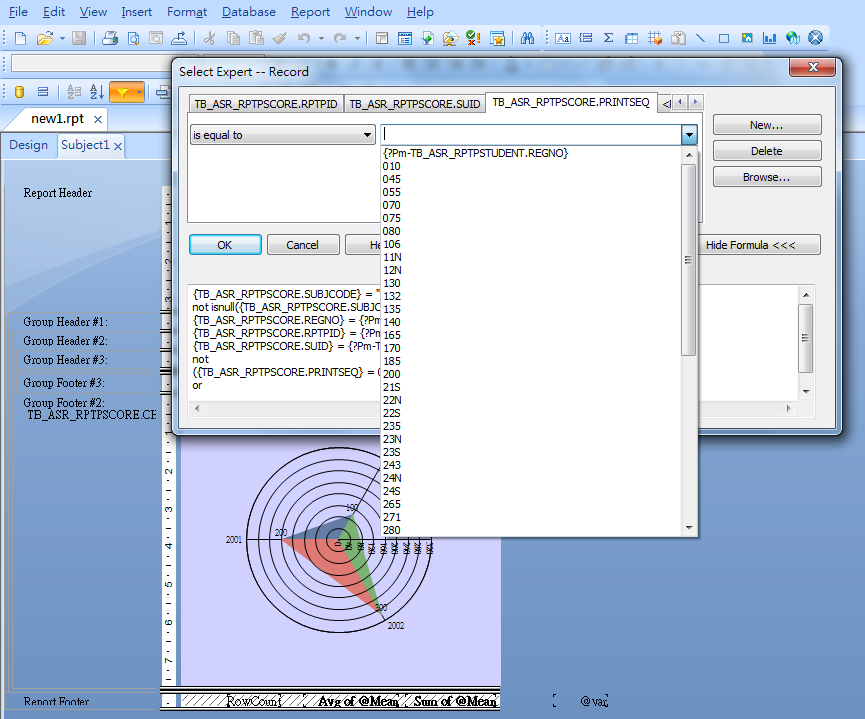 File Edit View Insert Format Database Report Window Help
Select Expert -- Record
TB_ASR_RPTPSCORE.RPTPID TB_ASR_RPTPSCORE.SUID TB_ASR_RPTPSCORE.PRINTSEQ
is equal to
New...
Delete
Browse...
{?Pm-TB_ASR_RPTPSTUDENT.REGNO}
010
045
055
070
075
080
106
11N
12N
130
132
135
140
165
170
185
200
21S
22N
22S
235
23N
23S
243
24N
24S
265
271
280
OK Cancel He Hide Formula <<<
{TB_ASR_RPTPSCORE.SUBJCODE} = "
not isnull({TB_ASR_RPTPSCORE.SUBJC
{TB_ASR_RPTPSCORE.REGNO} = {?Pm
{TB_ASR_RPTPSCORE.RPTPID} = {?Pm
{TB_ASR_RPTPSCORE.SUID} = {?Pm-T
not
({TB_ASR_RPTPSCORE.PRINTSEQ} = 
or
new1.rpt
Design Subject1
Report Header
Group Header #1:
Group Header #2:
Group Header #3:
Group Footer #3:
Group Footer #2:
TB_ASR_RPTPSCORE.CH
100
2001 200
300
2002
Report Footer RowCount Avg of @Mean Sum of @Mean @var